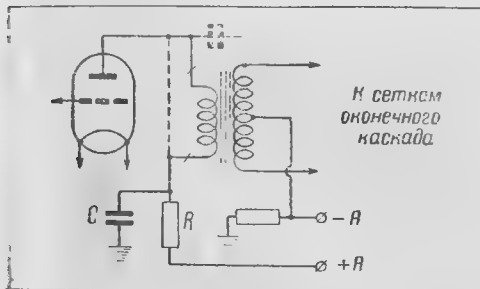 К сеткам
оконечного
каскада
C
R
– A
+ A